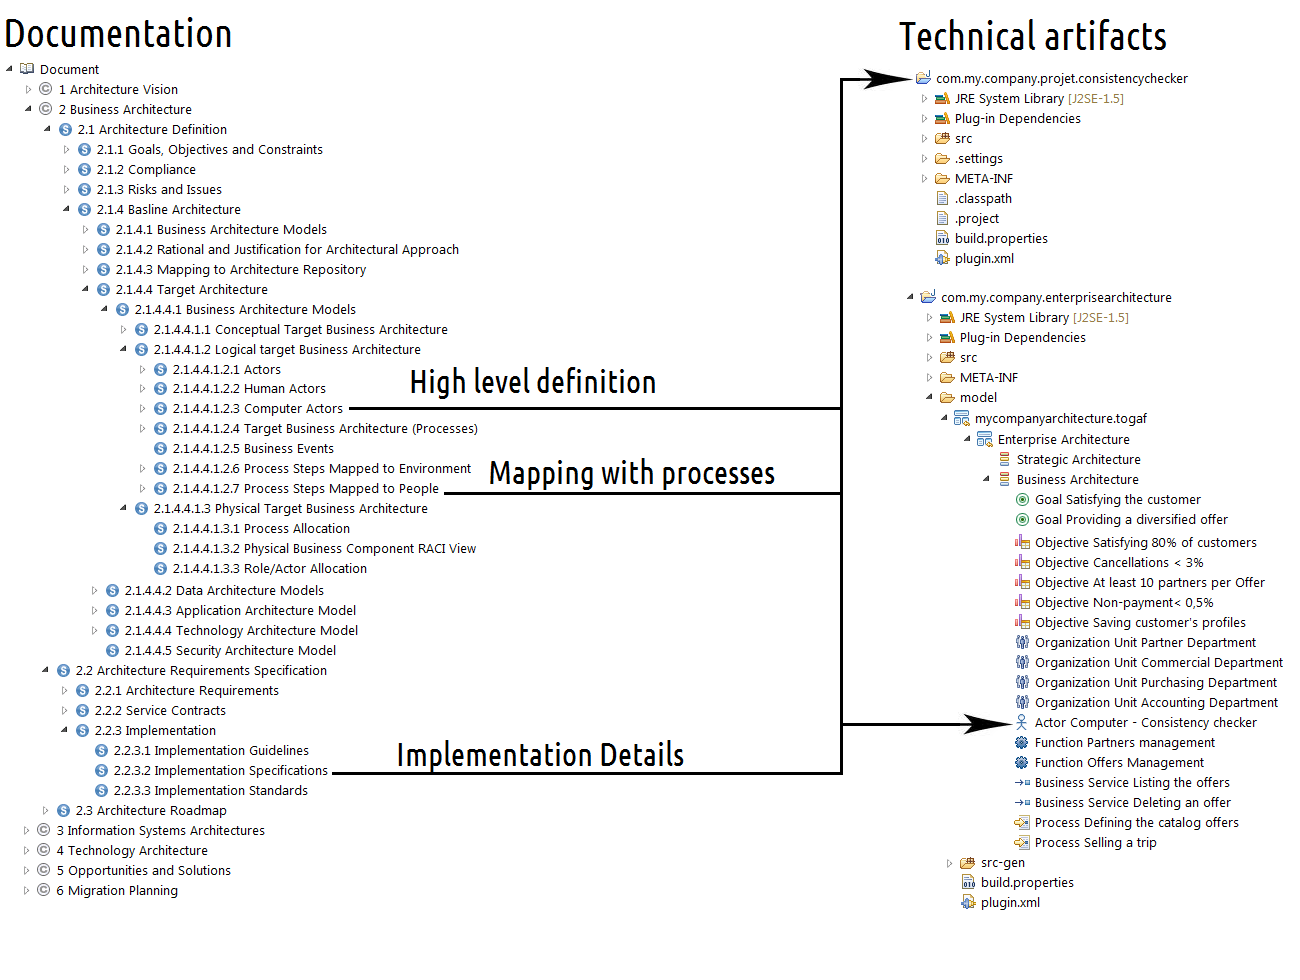 Documentation
Document
1 Architecture Vision
2 Business Architecture
2.1 Architecture Definition
2.1.1 Goals, Objectives and Constraints
2.1.2 Compliance
2.1.3 Risks and Issues
2.1.4 Basline Architecture
2.1.4.1 Business Architecture Models
2.1.4.2 Rational and Justification for Architectural Approach
2.1.4.3 Mapping to Architecture Repository
2.1.4.4 Target Architecture
2.1.4.4.1 Business Architecture Models
2.1.4.4.1.1 Conceptual Target Business Architecture
2.1.4.4.1.2 Logical target Business Architecture
2.1.4.4.1.2.1 Actors
2.1.4.4.1.2.2 Human Actors
2.1.4.4.1.2.3 Computer Actors
2.1.4.4.1.2.4 Target Business Architecture (Processes)
2.1.4.4.1.2.5 Business Events
2.1.4.4.1.2.6 Process Steps Mapped to Environment
2.1.4.4.1.2.7 Process Steps Mapped to People
2.1.4.4.1.3 Physical Target Business Architecture
2.1.4.4.1.3.1 Process Allocation
2.1.4.4.1.3.2 Physical Business Component RACI View
2.1.4.4.1.3.3 Role/Actor Allocation
2.1.4.4.2 Data Architecture Models
2.1.4.4.3 Application Architecture Model
2.1.4.4.4 Technology Architecture Model
2.1.4.4.5 Security Architecture Model
2.2 Architecture Requirements Specification
2.2.1 Architecture Requirements
2.2.2 Service Contracts
2.2.3 Implementation
2.2.3.1 Implementation Guidelines
2.2.3.2 Implementation Specifications
2.2.3.3 Implementation Standards
2.3 Architecture Roadmap
3 Information Systems Architectures
4 Technology Architecture
5 Opportunities and Solutions
6 Migration Planning
High level definition
Mapping with processes
Implementation Details
Technical artifacts
com.my.company.projet.consistencychecker
JRE System Library [J2SE-1.5]
Plug-in Dependencies
src
.settings
META-INF
.classpath
.project
build.properties
plugin.xml
com.my.company.enterprisearchitecture
JRE System Library [J2SE-1.5]
Plug-in Dependencies
src
META-INF
model
mycompanyarchitecture.togaf
Enterprise Architecture
Strategic Architecture
Business Architecture
Goal Satisfying the customer
Goal Providing a diversified offer
Objective Satisfying 80% of customers
Objective Cancellations < 3%
Objective At least 10 partners per Offer
Objective Non-payment< 0,5%
Objective Saving customer's profiles
Organization Unit Partner Department
Organization Unit Commercial Department
Organization Unit Purchasing Department
Organization Unit Accounting Department
Actor Computer - Consistency checker
Function Partners management
Function Offers Management
Business Service Listing the offers
Business Service Deleting an offer
Process Defining the catalog offers
Process Selling a trip
src-gen
build.properties
plugin.xml